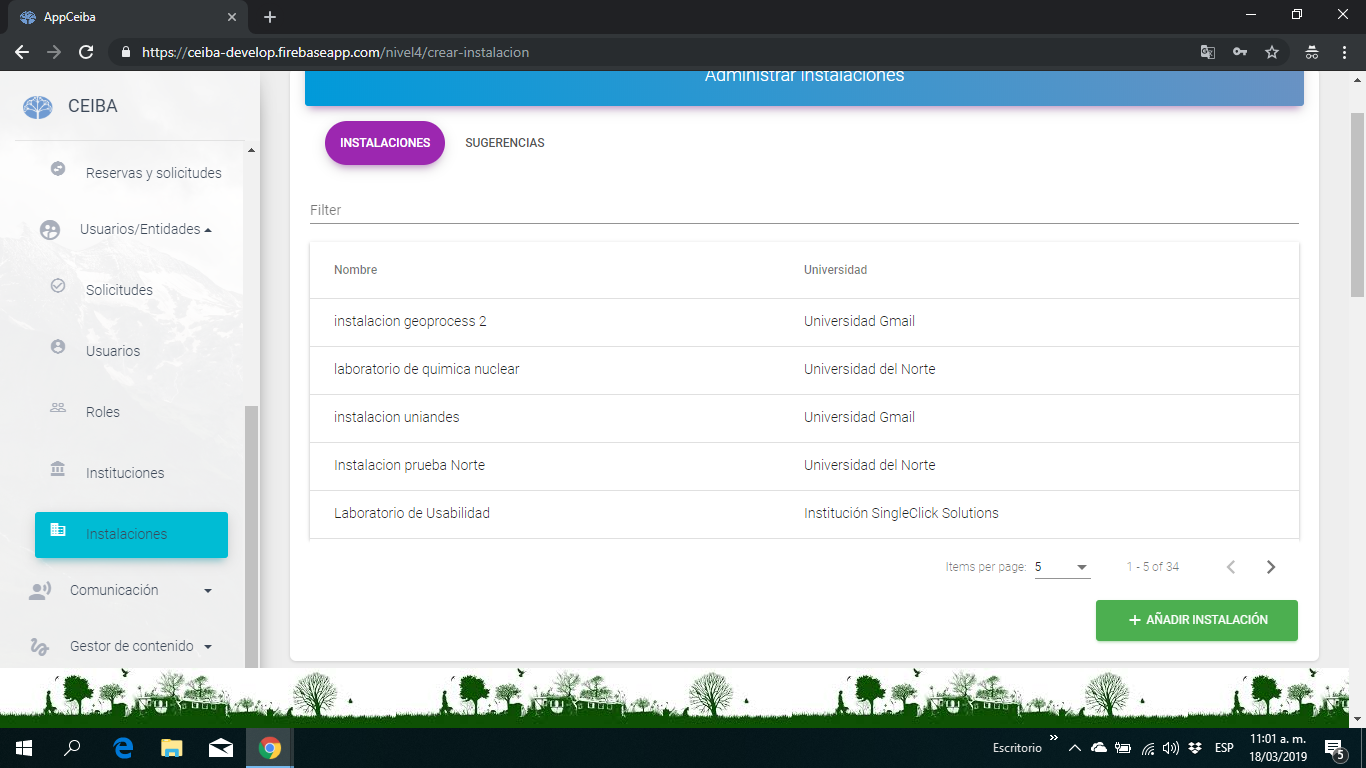 AppCeiba
https://ceiba-develop.firebaseapp.com/nivel4/crear-instalacion
CEIBA
Reservas y solicitudes
Usuarios/Entidades
Solicitudes
Usuarios
Roles
Instituciones
Instalaciones
Comunicación
Gestor de contenido
Administrar Instalaciones
INSTALACIONES SUGERENCIAS
Filter
Nombre Universidad
instalacion geoprocess 2 Universidad Gmail
laboratorio de quimica nuclear Universidad del Norte
instalacion uniandes Universidad Gmail
Instalacion prueba Norte Universidad del Norte
Laboratorio de Usabilidad Institución SingleClick Solutions
Items per page: 5 1 - 5 of 34
+ AÑADIR INSTALACIÓN
Escritorio ESP 11:01 a. m.
18/03/2019 5